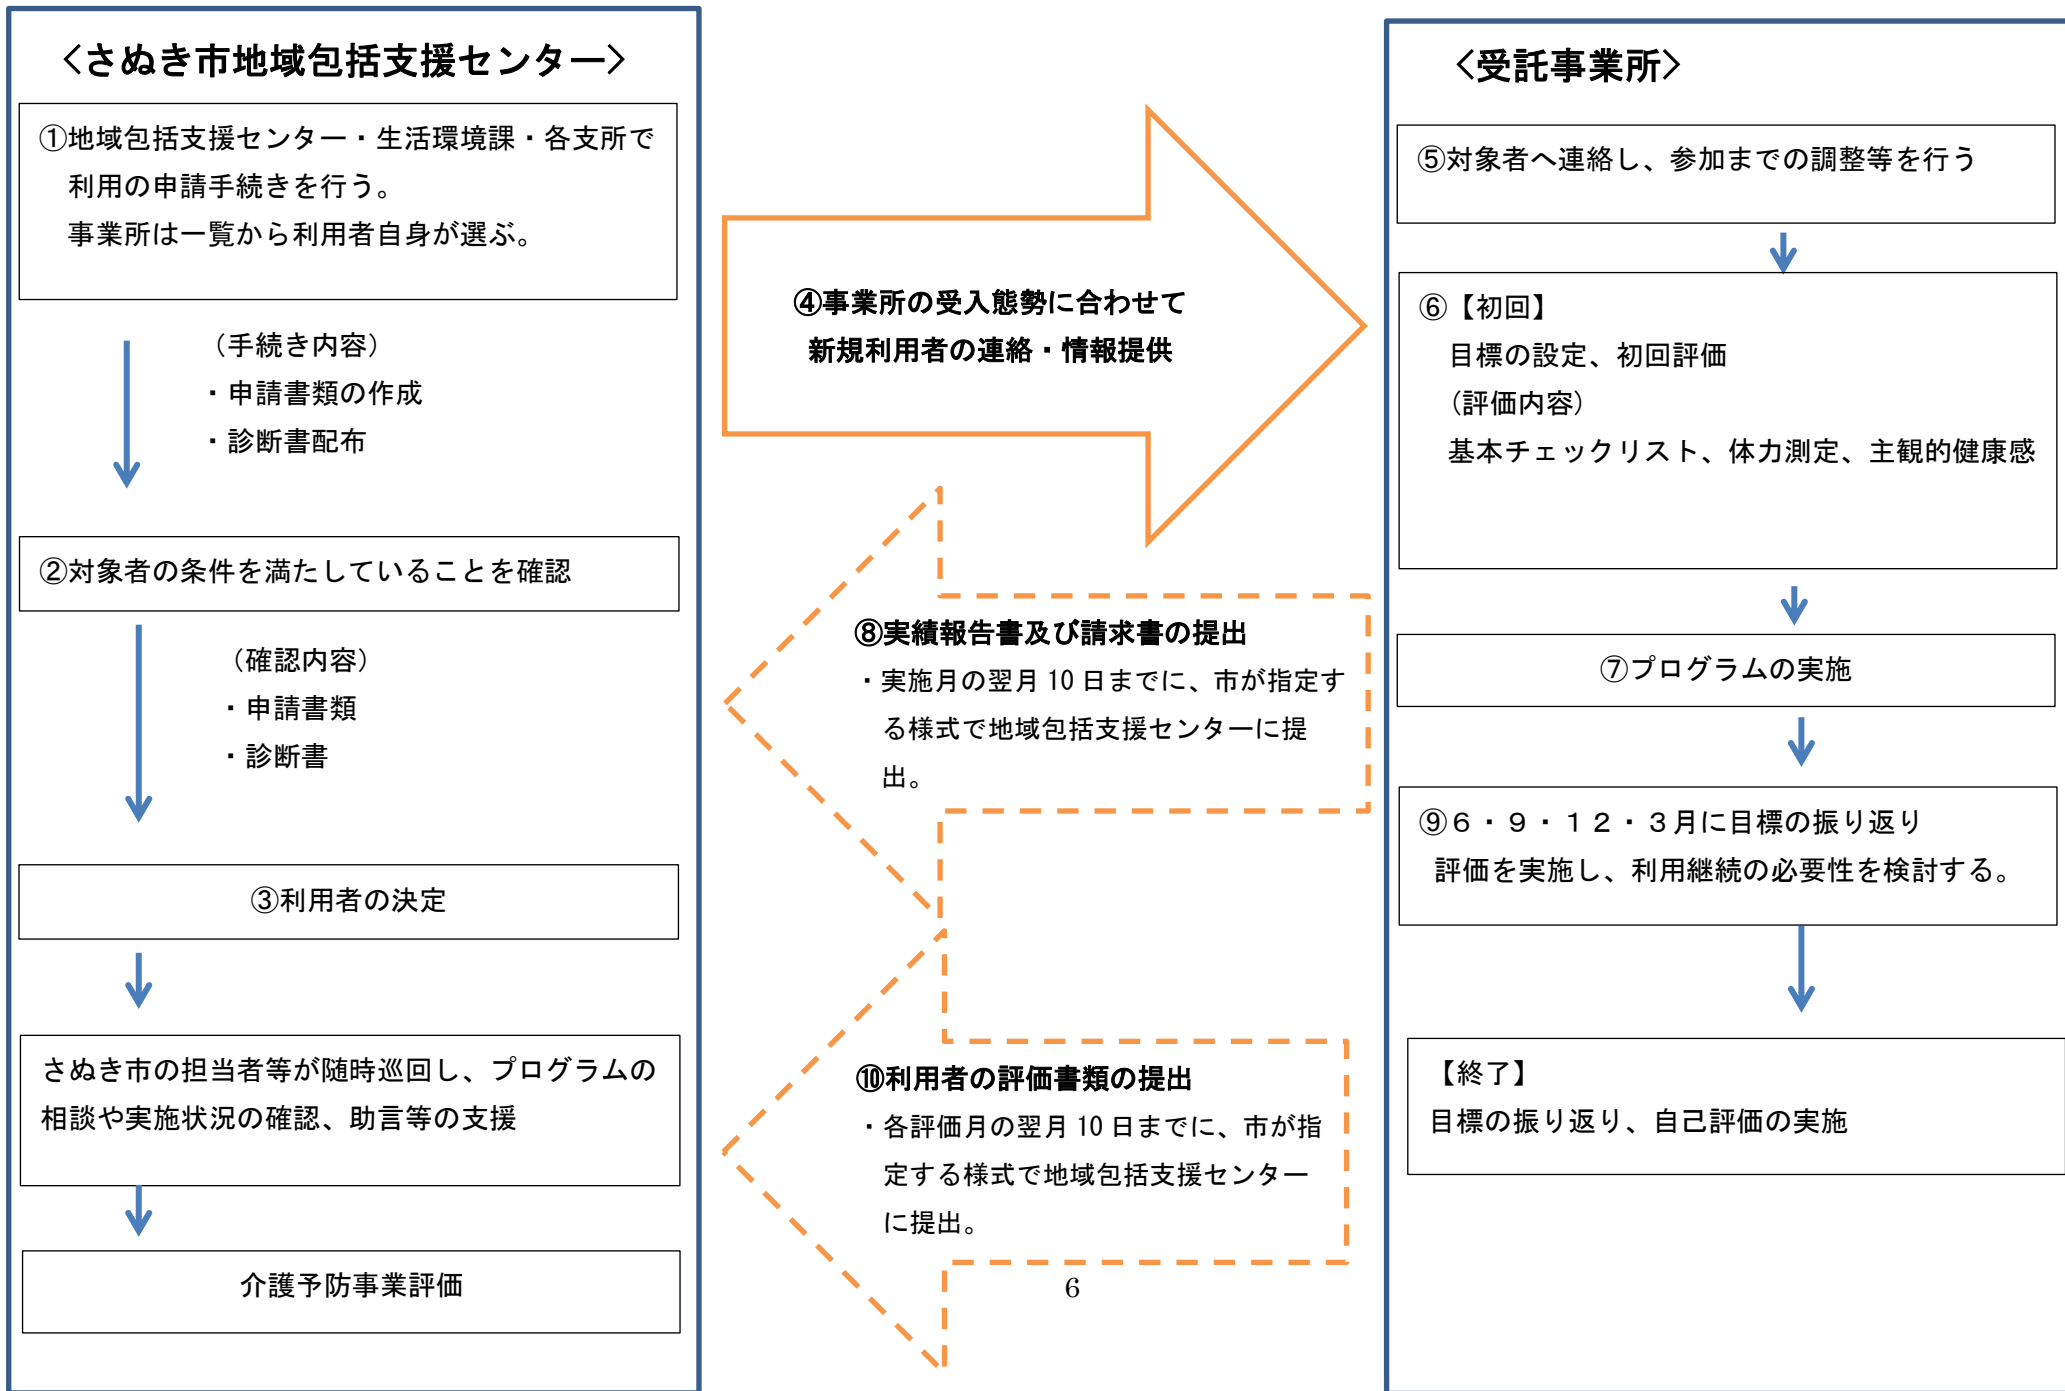 <さぬき市地域包括支援センター>
①地域包括支援センター・生活環境課・各支所で
利用の申請手続きを行う。
事業所は一覧から利用者自身が選ぶ。
(手続き内容)
・申請書類の作成
・診断書配布
②対象者の条件を満たしていることを確認
(確認内容)
・申請書類
・診断書
③利用者の決定
さぬき市の担当者等が随時巡回し、プログラムの
相談や実施状況の確認、助言等の支援
介護予防事業評価
④事業所の受入態勢に合わせて
新規利用者の連絡・情報提供
<受託事業所>
⑤対象者へ連絡し、参加までの調整等を行う
⑥【初回】
目標の設定、初回評価
(評価内容)
基本チェックリスト、体力測定、主観的健康感
⑦プログラムの実施
⑧実績報告書及び請求書の提出
・実施月の翌月 10 日までに、市が指定す
る様式で地域包括支援センターに提
出。
⑨６・９・１２・３月に目標の振り返り
評価を実施し、利用継続の必要性を検討する。
⑩利用者の評価書類の提出
・各評価月の翌月 10 日までに、市が指
定する様式で地域包括支援センター
に提出。
【終了】
目標の振り返り、自己評価の実施
6